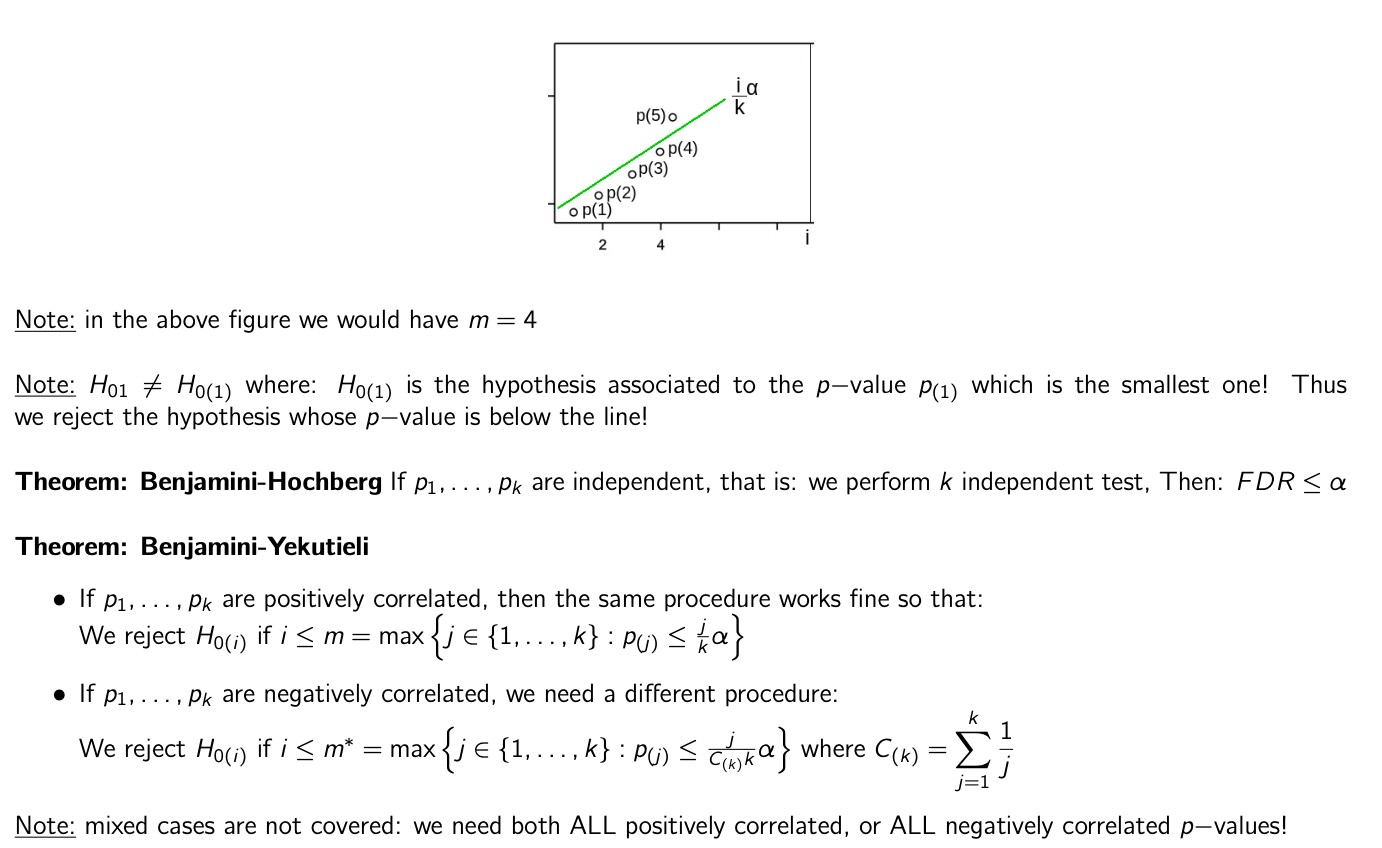 i/k α
p(5)
p(4)
p(3)
p(2)
p(1)
2 4 i
Note: in the above figure we would have m = 4
Note: H₀₁ ≠ H₀₍₁₎ where: H₀₍₁₎ is the hypothesis associated to the p−value p₍₁₎ which is the smallest one! Thus
we reject the hypothesis whose p−value is below the line!
Theorem: Benjamini-Hochberg If p₁, . . . , pₖ are independent, that is: we perform k independent test, Then: FDR ≤ α
Theorem: Benjamini-Yekutieli
• If p₁, . . . , pₖ are positively correlated, then the same procedure works fine so that:
We reject H₀₍ᵢ₎ if i ≤ m = max {j ∈ {1, . . . , k} : p₍ⱼ₎ ≤ j/k α}
• If p₁, . . . , pₖ are negatively correlated, we need a different procedure:
We reject H₀₍ᵢ₎ if i ≤ m* = max {j ∈ {1, . . . , k} : p₍ⱼ₎ ≤ j/(C₍ₖ₎k) α} where C₍ₖ₎ = ∑_{j=1}^{k} 1/j
Note: mixed cases are not covered: we need both ALL positively correlated, or ALL negatively correlated p−values!